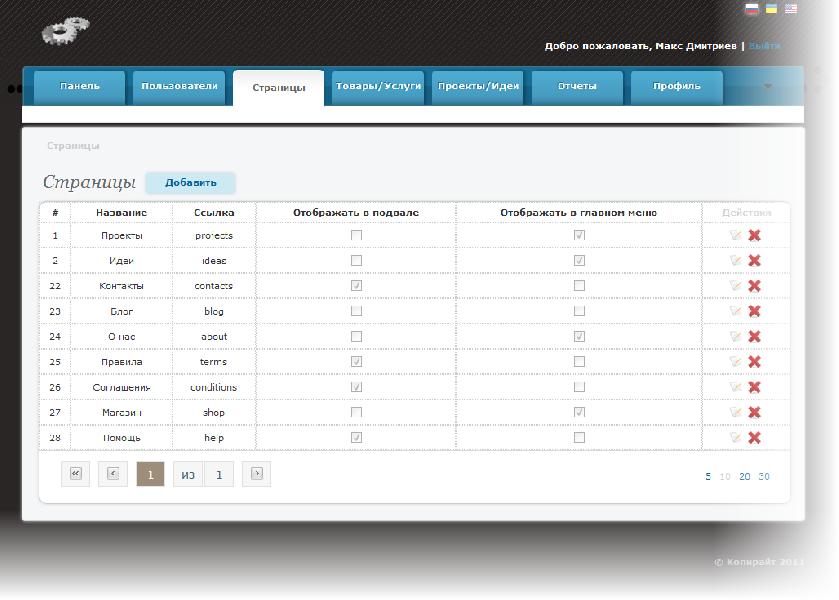 Добро пожаловать, Макс Дмитриев | Выйти
Панель Пользователи Страницы Товары/Услуги Проекты/Идеи Отчеты Профиль
Страницы
Страницы Добавить
# Название Ссылка Отображать в подвале Отображать в главном меню Действия
1 Проекты projects
2 Идеи ideas
22 Контакты contacts
23 Блог blog
24 О нас about
25 Правила terms
26 Соглашения conditions
27 Магазин shop
28 Помощь help
« < 1 из 1 > 5 10 20 30
© Копирайт 2011